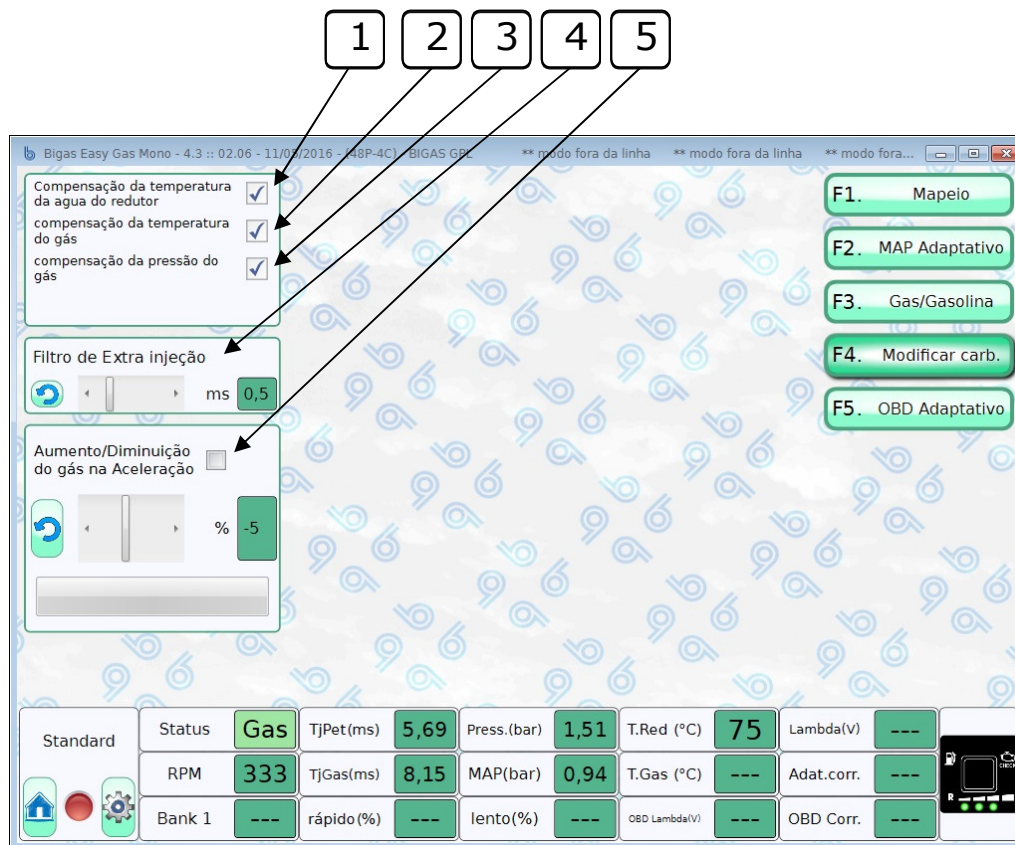 1 2 3 4 5
Bigas Easy Gas Mono - 4.3 :: 02.06 - 11/05/2016 - (48P-4C) - BIGAS GPL ** modo fora da linha ** modo fora da linha ** modo fora...
Compensação da temperatura
da agua do redutor
compensação da temperatura
do gás
compensação da pressão do
gás
Filtro de Extra injeção
ms 0,5
Aumento/Diminuição
do gás na Aceleração
% -5
F1. Mapeio
F2. MAP Adaptativo
F3. Gas/Gasolina
F4. Modificar carb.
F5. OBD Adaptativo
Standard
Status Gas TjPet(ms) 5,69 Press.(bar) 1,51 T.Red (°C) 75 Lambda(V) ---
RPM 333 TjGas(ms) 8,15 MAP(bar) 0,94 T.Gas (°C) --- Adat.corr. ---
Bank 1 --- rápido(%) --- lento(%) --- OBD Lambda(V) --- OBD Corr. ---
CHECK
R